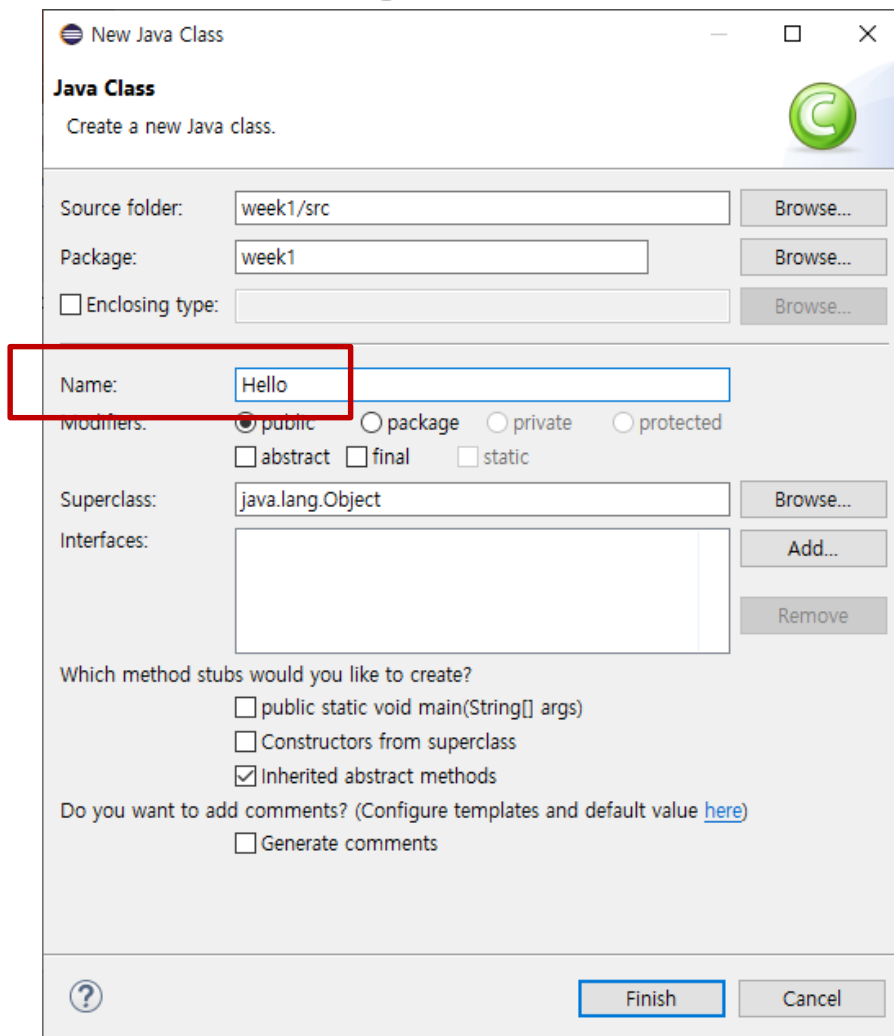 New Java Class
Java Class
Create a new Java class.
Source folder: week1/src Browse...
Package: week1 Browse...
Enclosing type: Browse...
Name: Hello
Modifiers: public package private protected
abstract final static
Superclass: java.lang.Object Browse...
Interfaces: Add...
Remove
Which method stubs would you like to create?
public static void main(String[] args)
Constructors from superclass
Inherited abstract methods
Do you want to add comments? (Configure templates and default value here)
Generate comments
Finish Cancel